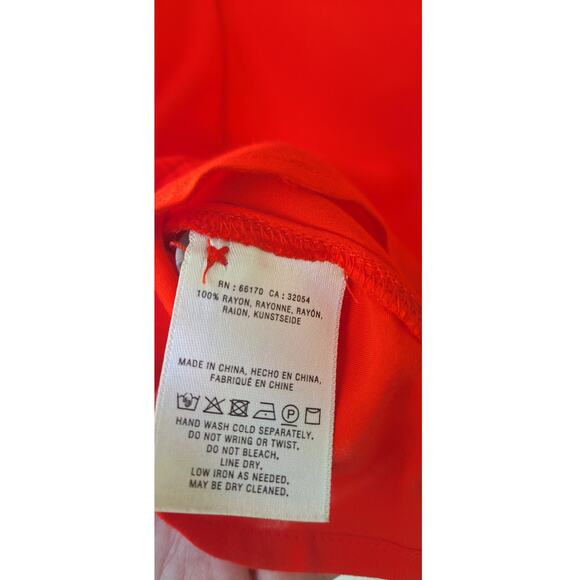 RN : 66170 CA : 32054
100% RAYON, RAYONNE, RAYÓN,
RAION, KUNSTSEIDE
MADE IN CHINA, HECHO EN CHINA,
FABRIQUÉ EN CHINE
P
HAND WASH COLD SEPARATELY.
DO NOT WRING OR TWIST.
DO NOT BLEACH.
LINE DRY.
LOW IRON AS NEEDED.
MAY BE DRY CLEANED.